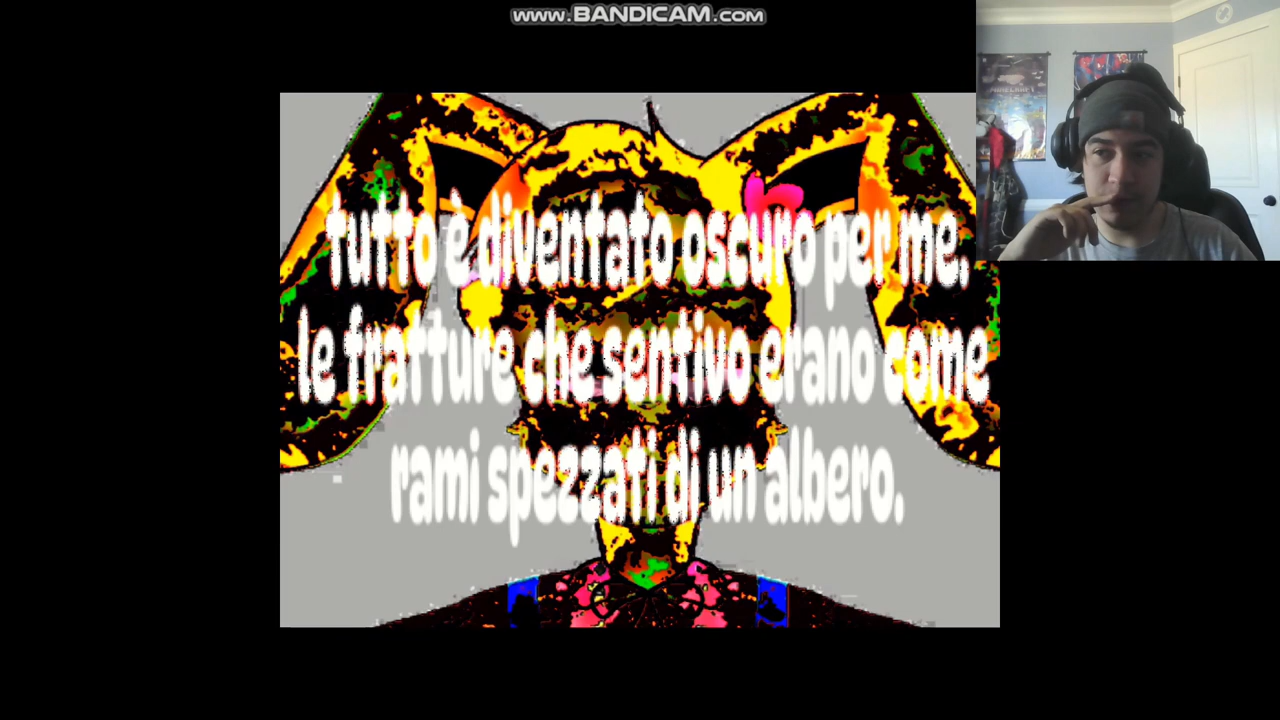 www.BANDICAM.com
tutto è diventato oscuro per me.
le fratture che sentivo erano come
rami spezzati di un albero.